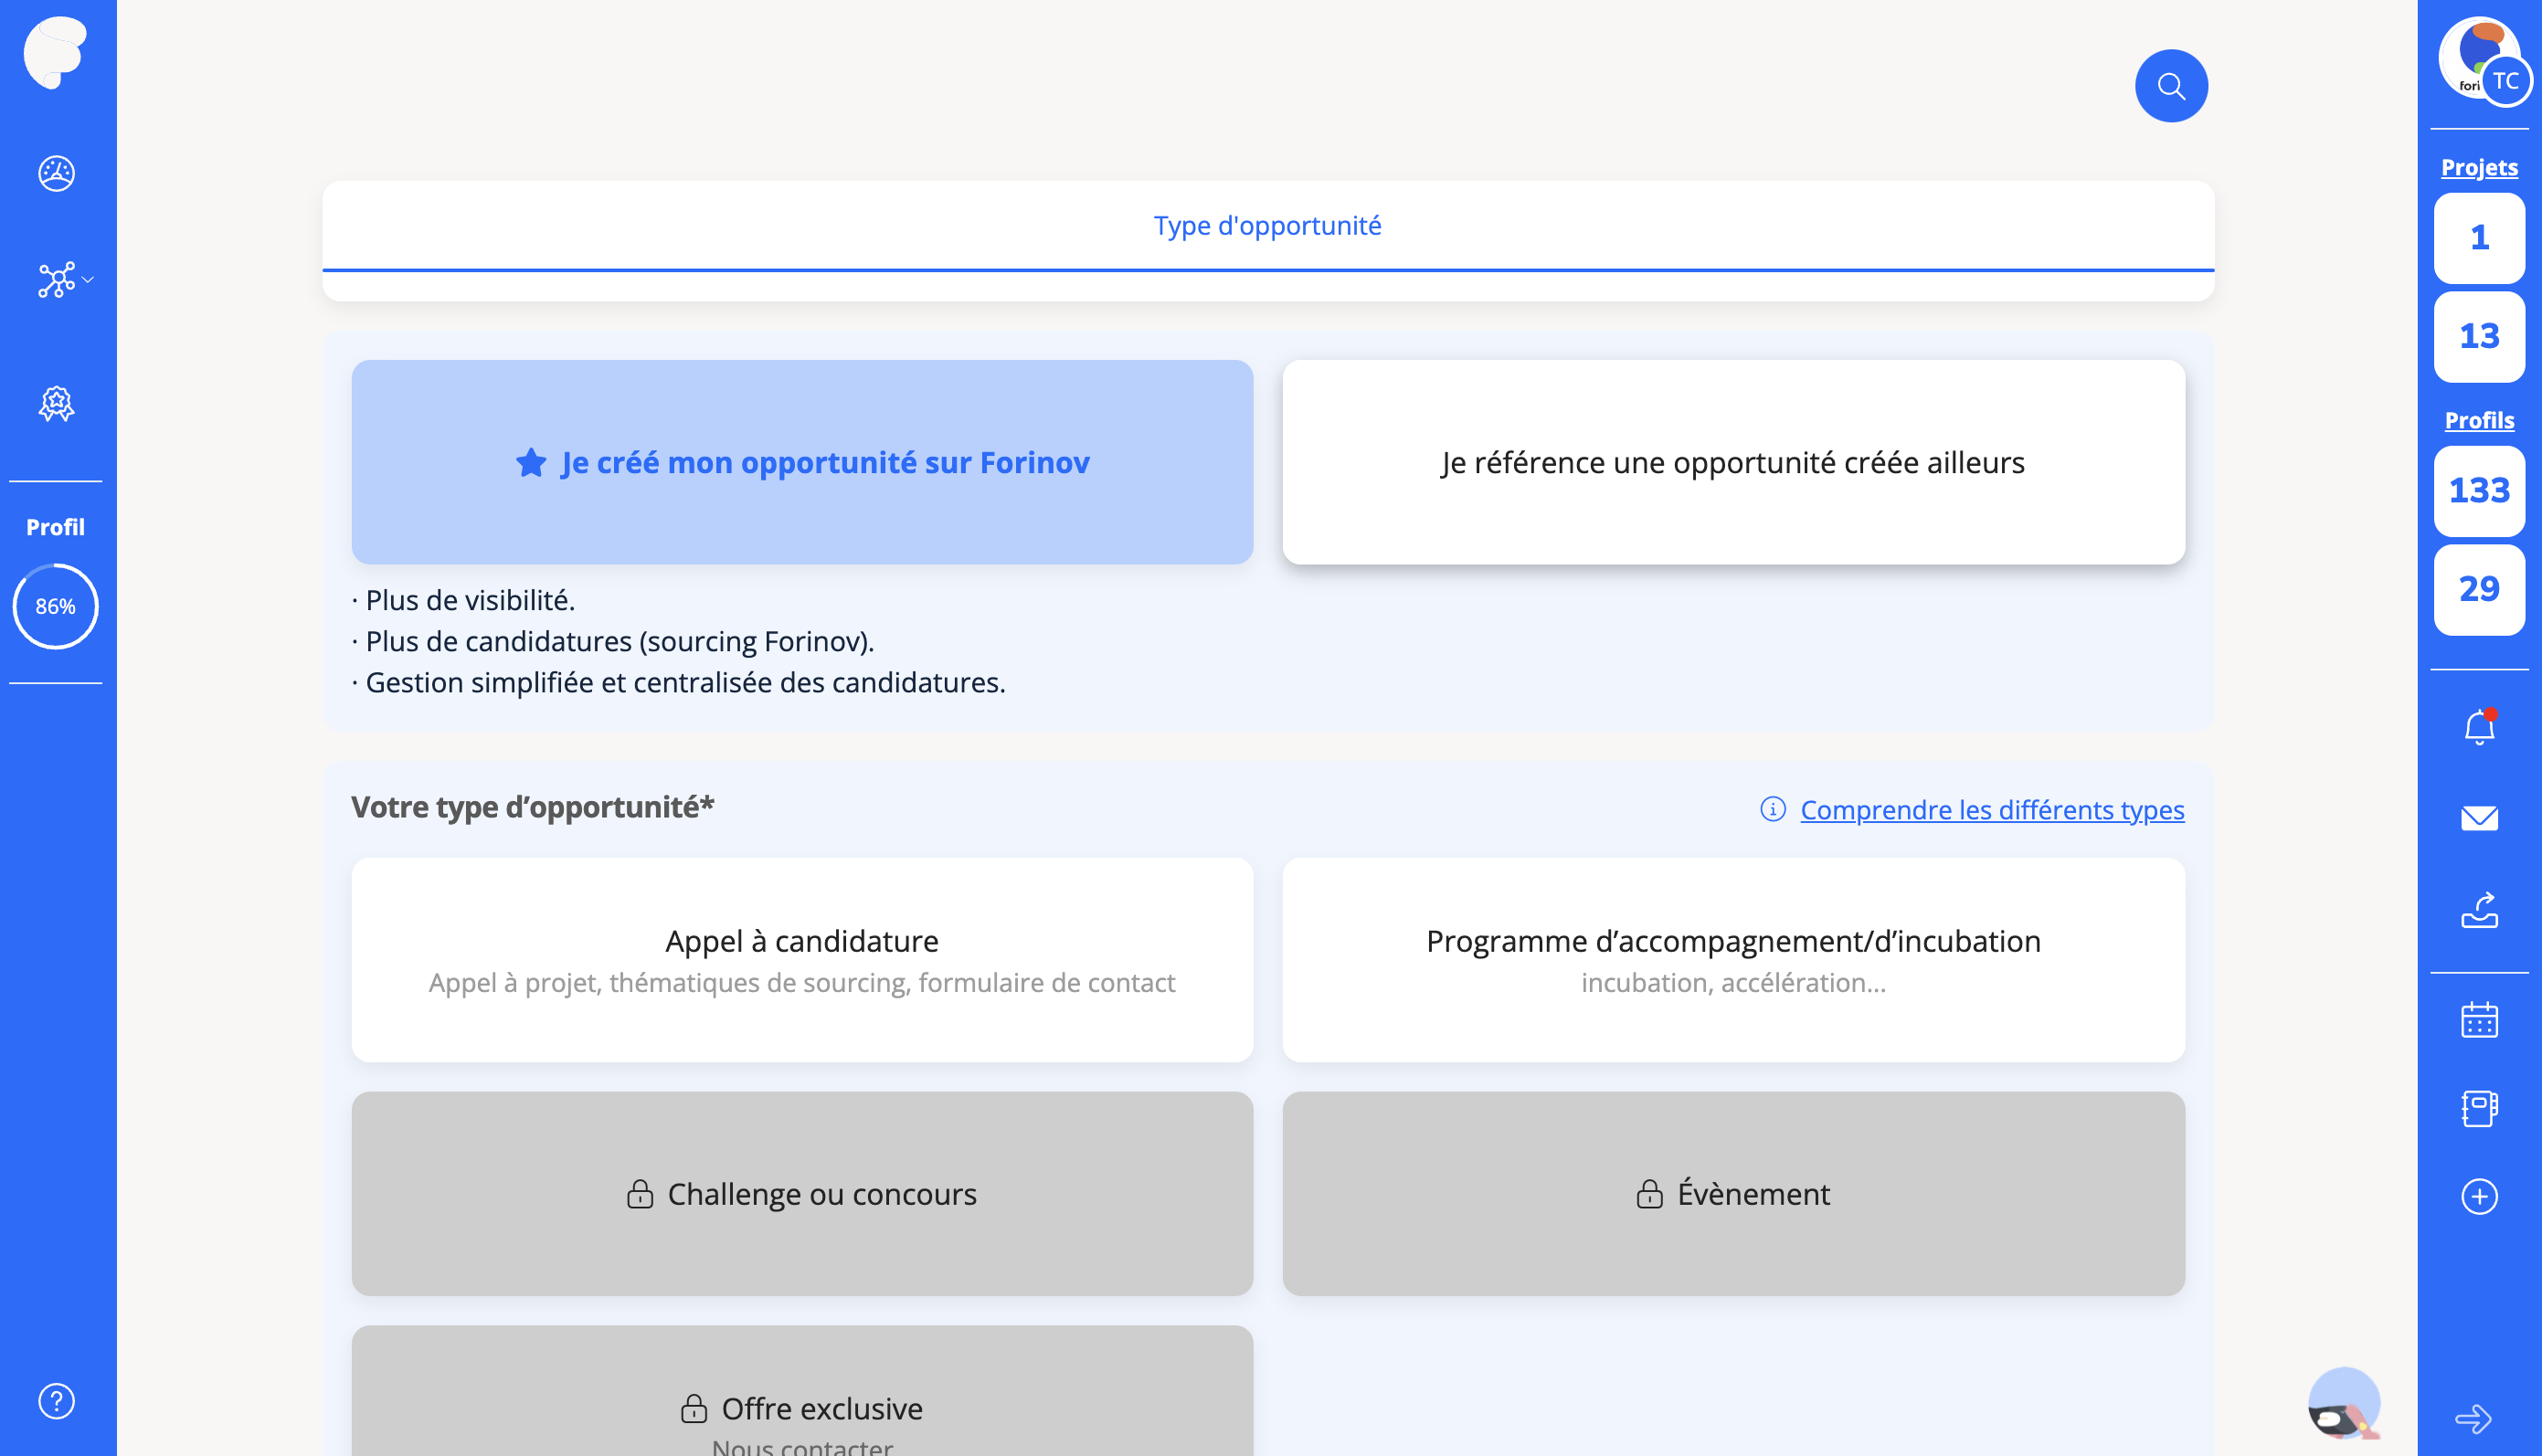 Profil
86%
Type d'opportunité
Je créé mon opportunité sur Forinov
Je référence une opportunité créée ailleurs
· Plus de visibilité.
· Plus de candidatures (sourcing Forinov).
· Gestion simplifiée et centralisée des candidatures.
Votre type d’opportunité*
Comprendre les différents types
Appel à candidature
Appel à projet, thématiques de sourcing, formulaire de contact
Programme d’accompagnement/d’incubation
incubation, accélération...
Challenge ou concours
Évènement
Offre exclusive
Nous contacter
fori
TC
Projets
1
13
Profils
133
29